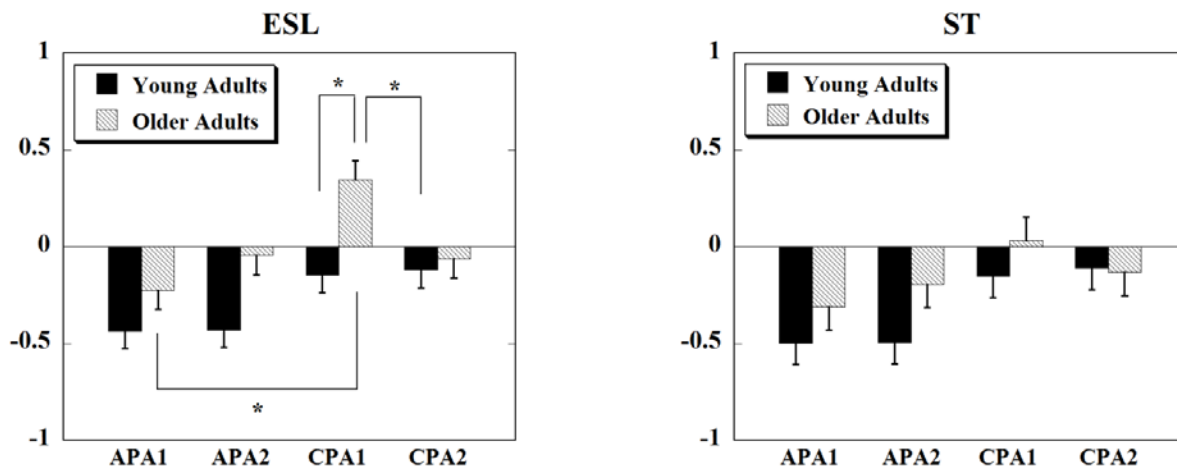 ESL
1
0.5
0
-0.5
-1
Young Adults
Older Adults
*
*
*
APA1 APA2 CPA1 CPA2
ST
1
0.5
0
-0.5
-1
Young Adults
Older Adults
APA1 APA2 CPA1 CPA2